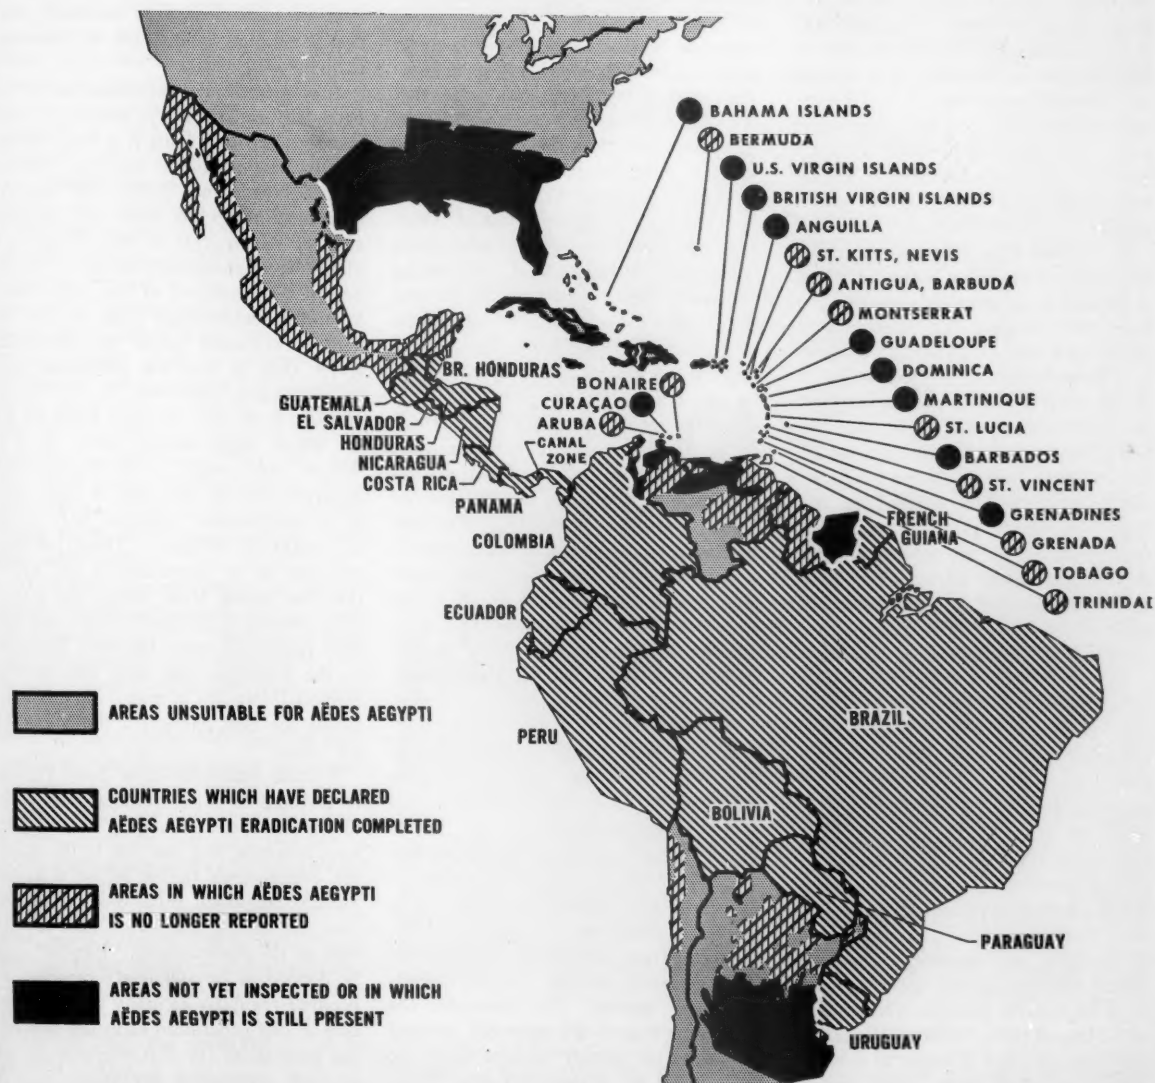 BAHAMA ISLANDS
BERMUDA
U.S. VIRGIN ISLANDS
BRITISH VIRGIN ISLANDS
ANGUILLA
ST. KITTS, NEVIS
ANTIGUA, BARBUDÁ
MONTSERRAT
GUADELOUPE
DOMINICA
MARTINIQUE
ST. LUCIA
BARBADOS
ST. VINCENT
GRENADINES
GRENADA
TOBAGO
TRINIDAI
BONAIRE
CURAÇAO
ARUBA
BR. HONDURAS
GUATEMALA
EL SALVADOR
HONDURAS
NICARAGUA
COSTA RICA
CANAL
ZONE
PANAMA
COLOMBIA
FRENCH
GUIANA
ECUADOR
PERU
BRAZIL
BOLIVIA
PARAGUAY
URUGUAY
AREAS UNSUITABLE FOR AËDES AEGYPTI
COUNTRIES WHICH HAVE DECLARED
AËDES AEGYPTI ERADICATION COMPLETED
AREAS IN WHICH AËDES AEGYPTI
IS NO LONGER REPORTED
AREAS NOT YET INSPECTED OR IN WHICH
AËDES AEGYPTI IS STILL PRESENT